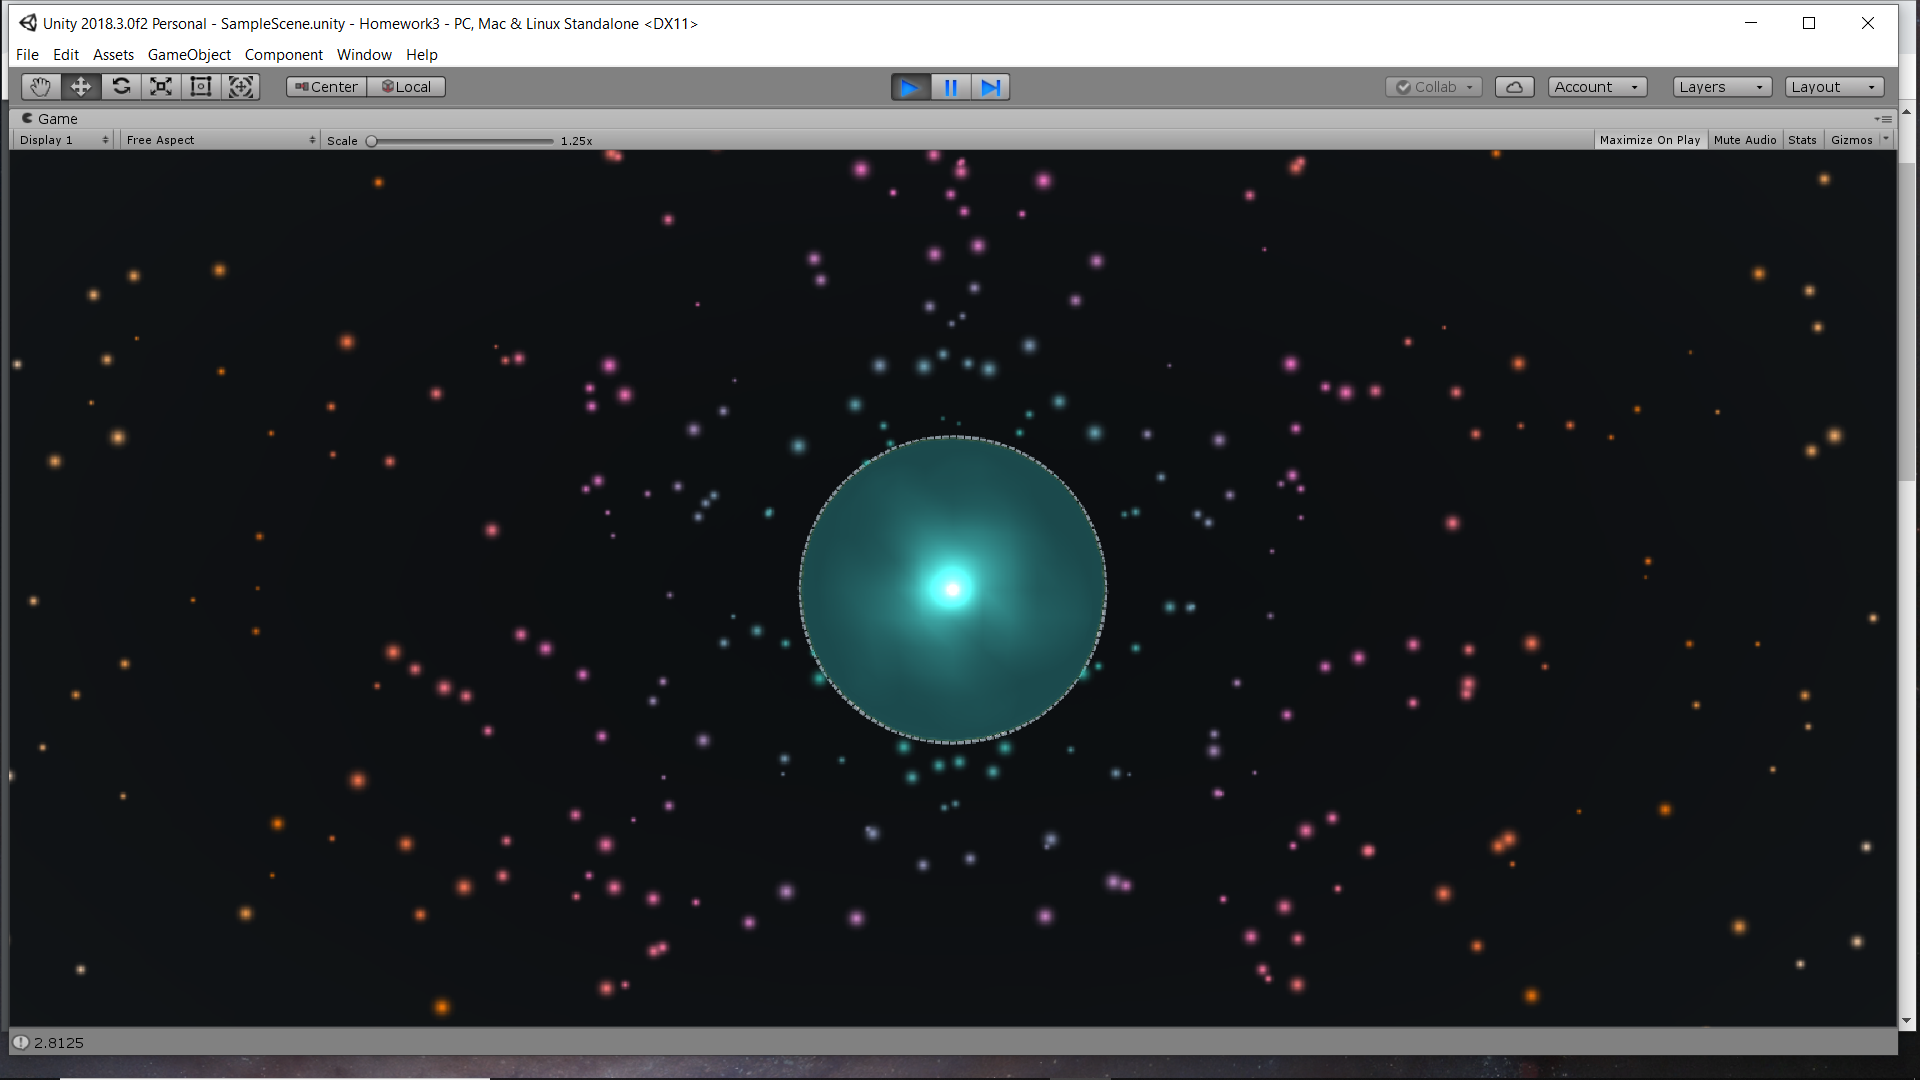 Unity 2018.3.0f2 Personal - SampleScene.unity - Homework3 - PC, Mac & Linux Standalone <DX11>
File Edit Assets GameObject Component Window Help
Center Local Collab Account Layers Layout
Game
Display 1 Free Aspect Scale 1.25x Maximize On Play Mute Audio Stats Gizmos
2.8125